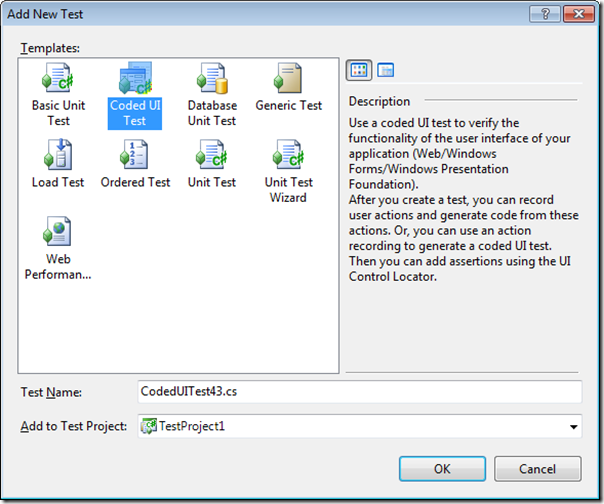 Add New Test
Templates:
Basic Unit Test
Coded UI Test
Database Unit Test
Generic Test
Load Test
Ordered Test
Unit Test
Unit Test Wizard
Web Performan...
Description
Use a coded UI test to verify the
functionality of the user interface of your
application (Web/Windows
Forms/Windows Presentation
Foundation).
After you create a test, you can record
user actions and generate code from these
actions. Or, you can use an action
recording to generate a coded UI test.
Then you can add assertions using the UI
Control Locator.
Test Name:
CodedUITest43.cs
Add to Test Project:
TestProject1
OK
Cancel